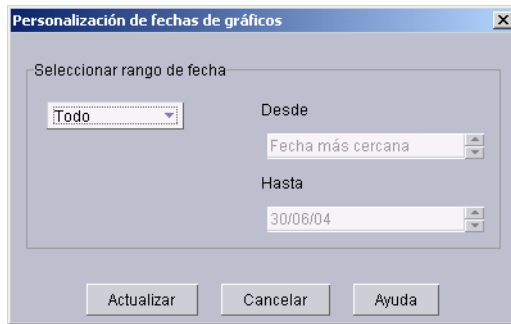 Personalización de fechas de gráficos
Seleccionar rango de fecha
Todo
Desde
Fecha más cercana
Hasta
30/06/04
Actualizar
Cancelar
Ayuda